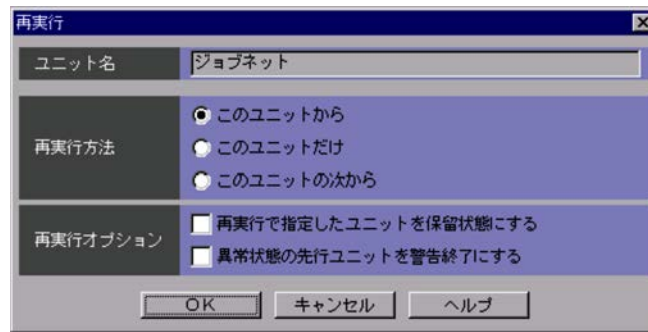 再実行
ユニット名 ジョブネット
再実行方法
このユニットから
このユニットだけ
このユニットの次から
再実行オプション
再実行で指定したユニットを保留状態にする
異常状態の先行ユニットを警告終了にする
OK キャンセル ヘルプ